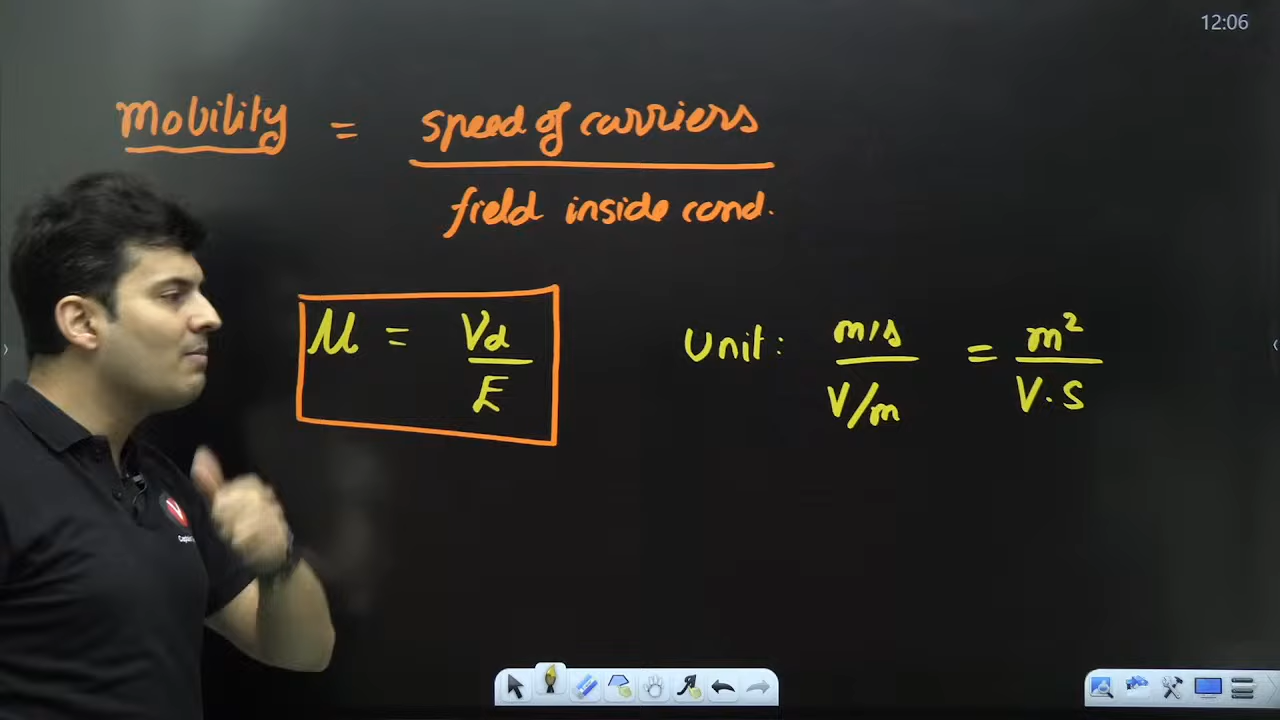 12:06
Mobility = speed of carriers / field inside cond.
μ = Vd / E
Unit: m/s / V/m = m² / V·S